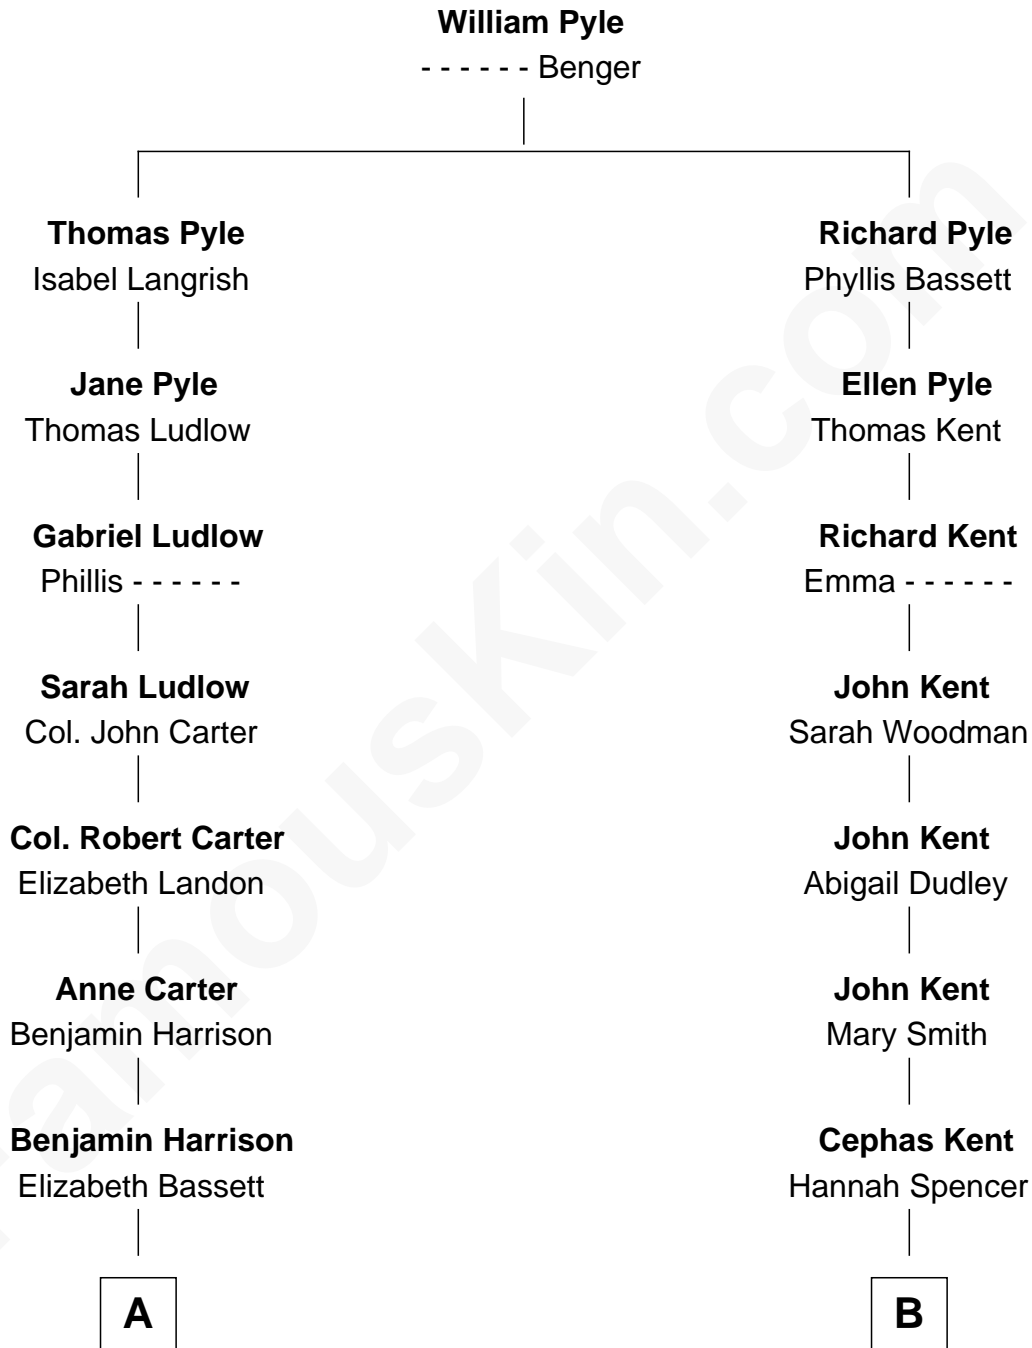 William Pyle
- - - - - - Benger
Thomas Pyle
Isabel Langrish
Richard Pyle
Phyllis Bassett
Jane Pyle
Thomas Ludlow
Ellen Pyle
Thomas Kent
Gabriel Ludlow
Phillis - - - - - -
Richard Kent
Emma - - - - - -
Sarah Ludlow
Col. John Carter
John Kent
Sarah Woodman
Col. Robert Carter
Elizabeth Landon
John Kent
Abigail Dudley
Anne Carter
Benjamin Harrison
John Kent
Mary Smith
Benjamin Harrison
Elizabeth Bassett
Cephas Kent
Hannah Spencer
A
B
FamousKin.com